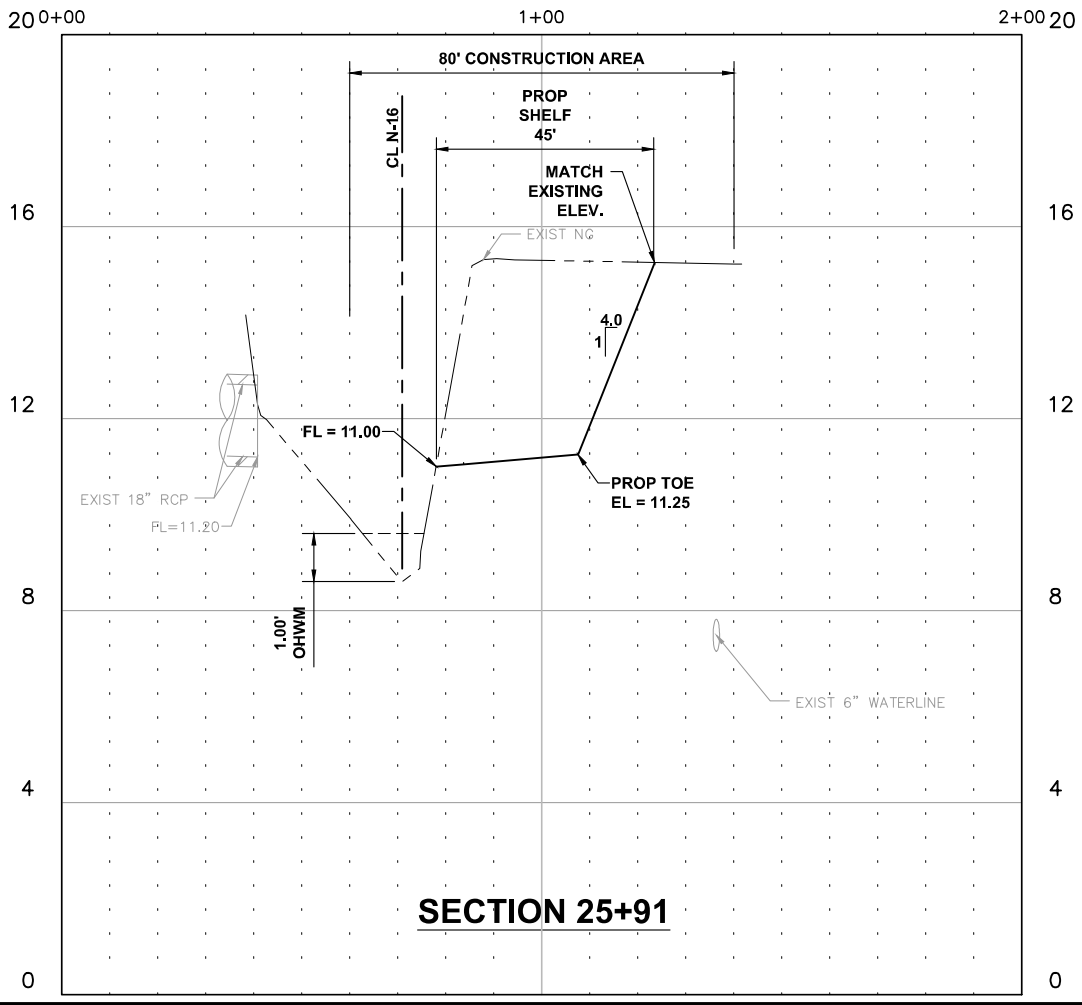 0+00
1+00
2+00
20
20
80' CONSTRUCTION AREA
PROP
SHELF
45'
CL N-16
MATCH
EXISTING
ELEV.
16
16
EXIST NG
4.0
1
12
12
FL = 11.00
PROP TOE
EL = 11.25
EXIST 18" RCP
FL=11.20
8
8
1.00'
OHWM
EXIST 6" WATERLINE
4
4
SECTION 25+91
0
0